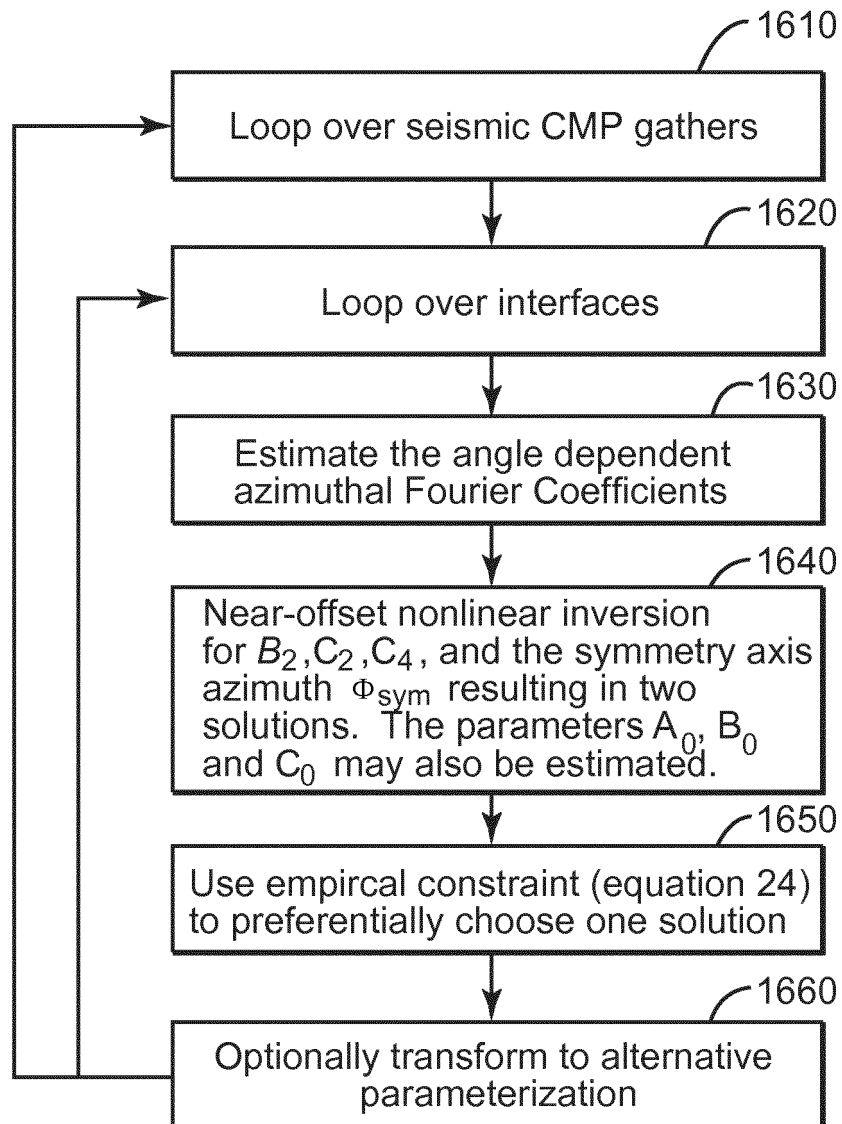 1610
Loop over seismic CMP gathers
1620
Loop over interfaces
1630
Estimate the angle dependent
azimuthal Fourier Coefficients
1640
Near-offset nonlinear inversion
for B2,C2,C4, and the symmetry axis
azimuth Φsym resulting in two
solutions. The parameters A0, B0
and C0 may also be estimated.
1650
Use empircal constraint (equation 24)
to preferentially choose one solution
1660
Optionally transform to alternative
parameterization